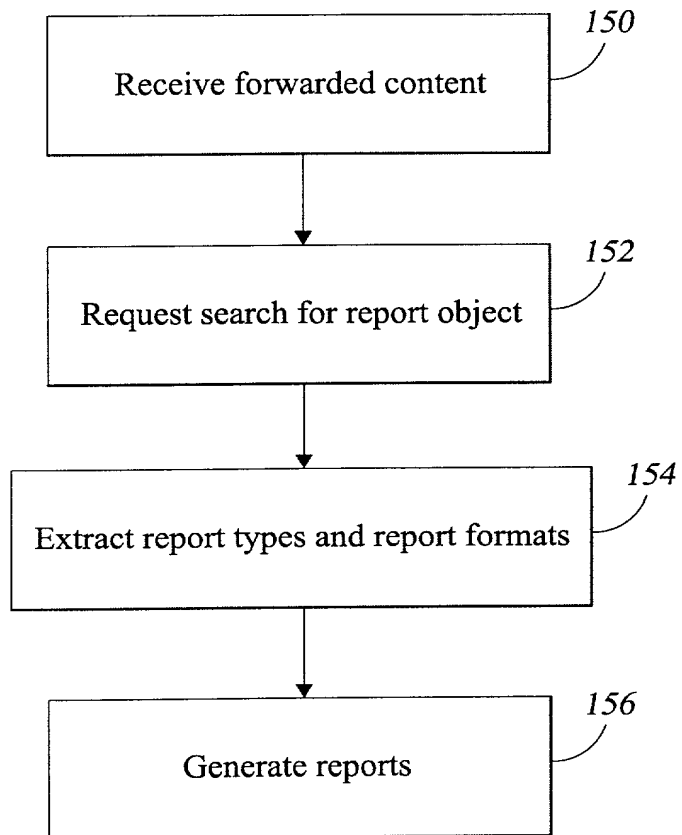 150
Receive forwarded content
152
Request search for report object
154
Extract report types and report formats
156
Generate reports